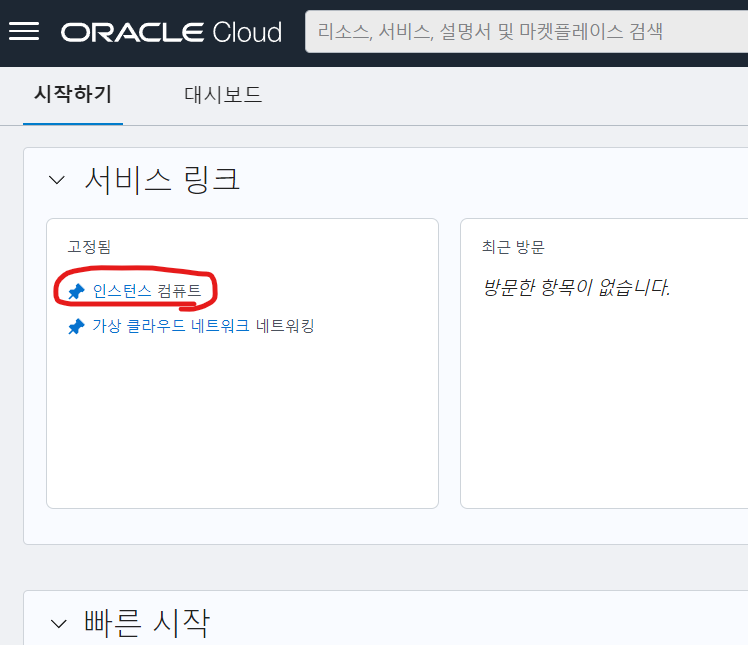 ORACLE Cloud
리소스, 서비스, 설명서 및 마켓플레이스 검색
시작하기
대시보드
서비스 링크
고정됨
인스턴스 컴퓨트
가상 클라우드 네트워크 네트워킹
최근 방문
방문한 항목이 없습니다.
빠른 시작